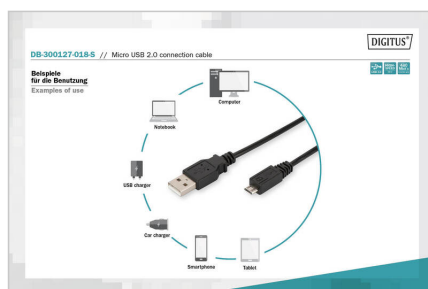 DIGITUS®
DB-300127-018-S // Micro USB 2.0 connection cable
Beispiele
für die Benutzung
Examples of use
Computer
Notebook
USB charger
Car charger
Smartphone
Tablet